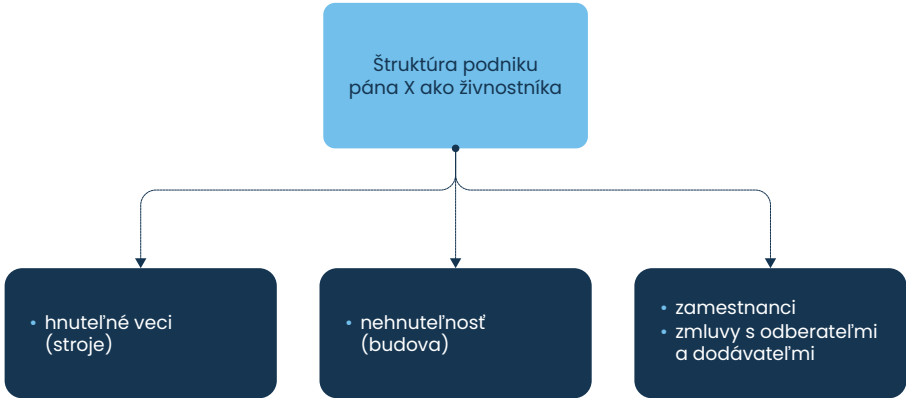 Štruktúra podniku
pána X ako živnostníka
• hnuteľné veci
(stroje)
• nehnuteľnosť
(budova)
• zamestnanci
• zmluvy s odberateľmi
a dodávateľmi